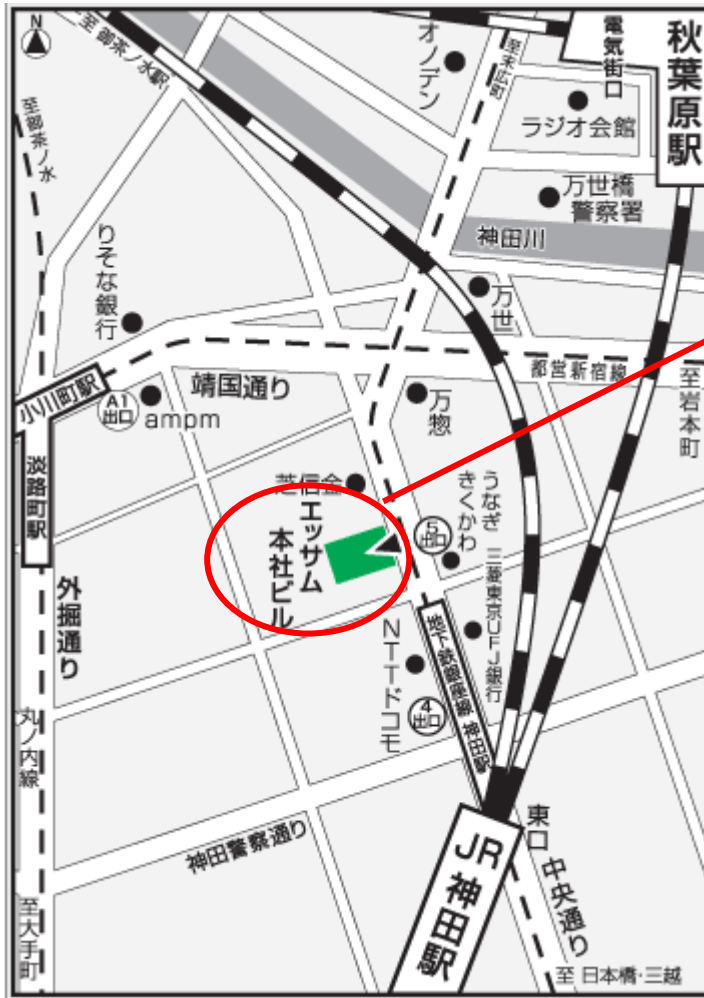 N
至 御茶ノ水駅
オノデン
至末広町
電気街口
秋葉原駅
ラジオ会館
至御茶ノ水
万世橋
警察署
神田川
りそな銀行
万世
都営新宿線
至岩本町
小川町駅
A1
出口
ampm
靖国通り
万惣
淡路町駅
芝信金
エッサム
本社ビル
5
出口
うなぎ
きくかわ
三菱東京UFJ銀行
外掘通り
NTTドコモ
4
出口
地下鉄銀座線 神田駅
丸ノ内線
神田警察通り
東口
JR
神田駅
中央通り
至大手町
至 日本橋・三越